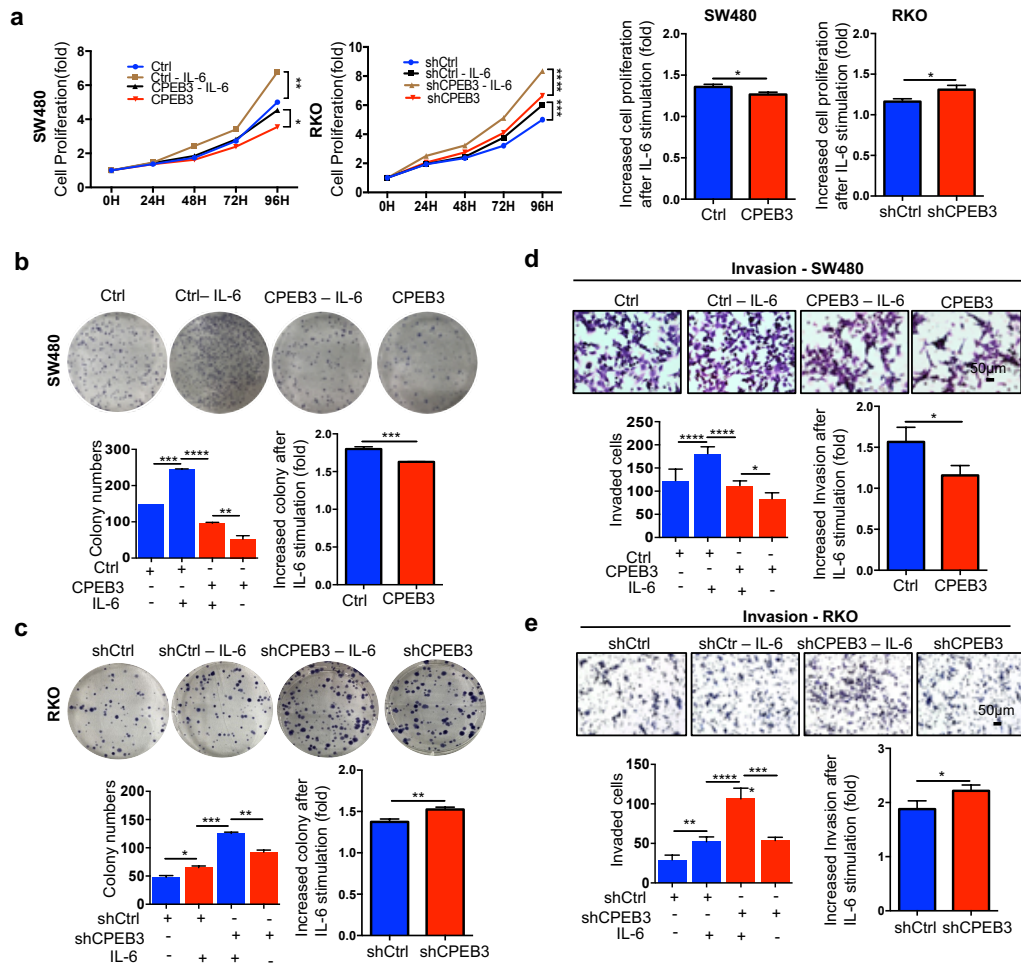 a
SW480
Cell Proliferation(fold)
8
6
4
2
0
0H 24H 48H 72H 96H
Ctrl
Ctrl - IL-6
CPEB3 - IL-6
CPEB3
**
*
RKO
Cell Proliferation(fold)
10
8
6
4
2
0
0H 24H 48H 72H 96H
shCtrl
shCtrl - IL-6
shCPEB3 - IL-6
shCPEB3
****
***
SW480
Increased cell proliferation
after IL-6 stimulation (fold)
2.0
1.5
1.0
0.5
0.0
*
Ctrl CPEB3
RKO
Increased cell proliferation
after IL-6 stimulation (fold)
2.0
1.5
1.0
0.5
0.0
*
shCtrl shCPEB3
b
SW480
Ctrl Ctrl– IL-6 CPEB3 – IL-6 CPEB3
Colony numbers
300
200
100
0
*** **** **
Ctrl + + - -
CPEB3 - - + +
IL-6 - + + -
Increased colony after
IL-6 stimulation (fold)
2.0
1.5
1.0
0.5
0.0
***
Ctrl CPEB3
c
RKO
shCtrl shCtrl – IL-6 shCPEB3 – IL-6 shCPEB3
Colony numbers
200
150
100
50
0
* *** **
shCtrl + + - -
shCPEB3 - - + +
IL-6 - + + -
Increased colony after
IL-6 stimulation (fold)
2.0
1.6
1.4
1.0
0.0
**
shCtrl shCPEB3
d
Invasion - SW480
Ctrl Ctrl – IL-6 CPEB3 – IL-6 CPEB3
50µm
Invaded cells
250
200
150
100
50
0
**** **** *
Ctrl + + - -
CPEB3 - - + +
IL-6 - + + -
Increased Invasion after
IL-6 stimulation (fold)
2.0
1.5
1.0
0.5
0.0
*
Ctrl CPEB3
e
Invasion - RKO
shCtrl shCtr – IL-6 shCPEB3 – IL-6 shCPEB3
50µm
Invaded cells
150
100
50
0
** **** ***
*
shCtrl + + - -
shCPEB3 - - + +
IL-6 - + + -
Increased Invasion after
IL-6 stimulation (fold)
3
2
1
0
*
shCtrl shCPEB3